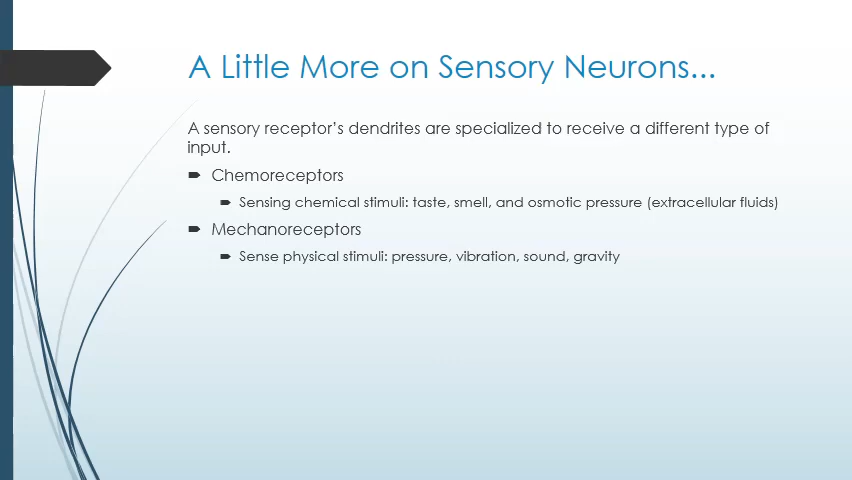 A Little More on Sensory Neurons...
A sensory receptor’s dendrites are specialized to receive a different type of
input.
Chemoreceptors
Sensing chemical stimuli: taste, smell, and osmotic pressure (extracellular fluids)
Mechanoreceptors
Sense physical stimuli: pressure, vibration, sound, gravity